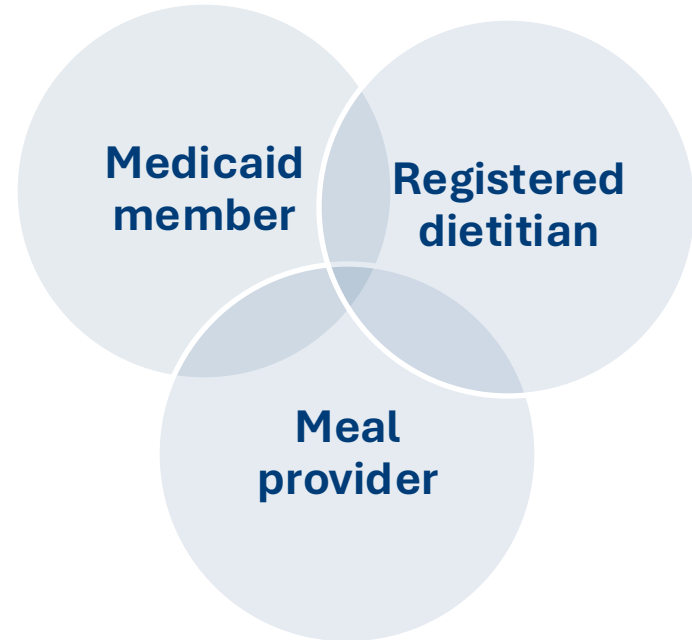 Medicaid
member
Registered
dietitian
Meal
provider